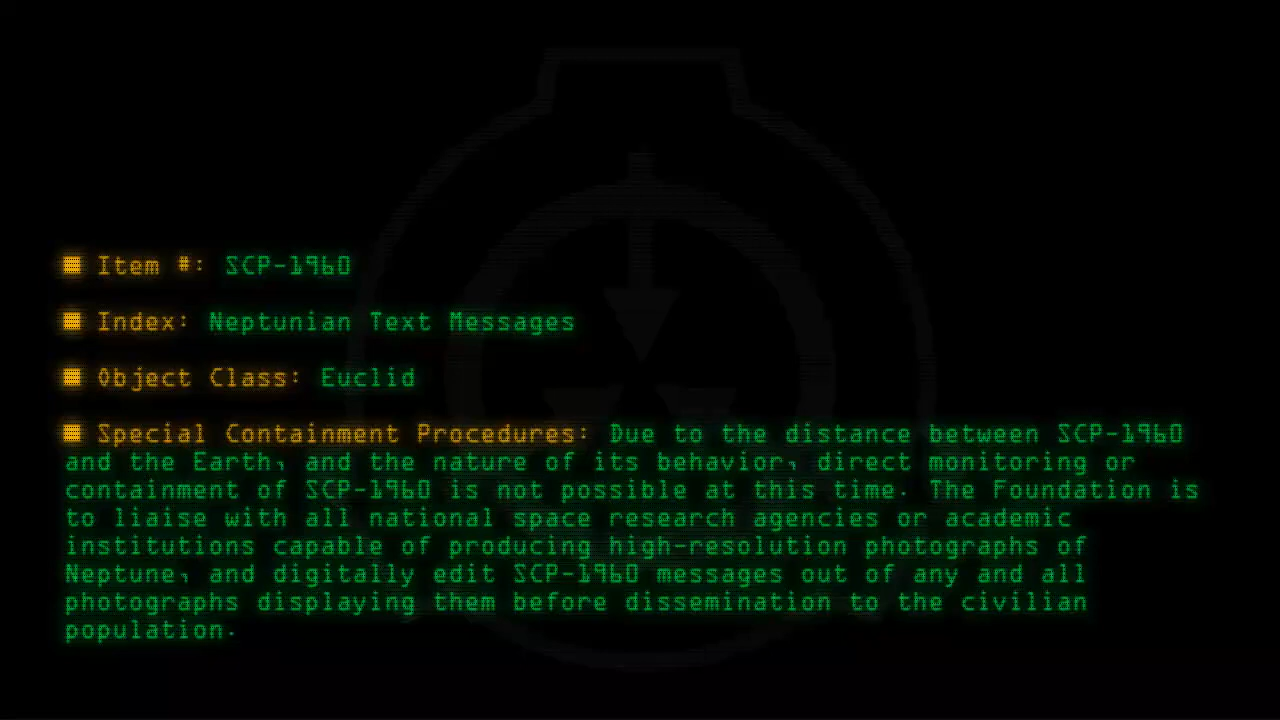 ■ Item #: SCP-1960
■ Index: Neptunian Text Messages
■ Object Class: Euclid
■ Special Containment Procedures: Due to the distance between SCP-1960
and the Earth, and the nature of its behavior, direct monitoring or
containment of SCP-1960 is not possible at this time. The Foundation is
to liaise with all national space research agencies or academic
institutions capable of producing high-resolution photographs of
Neptune, and digitally edit SCP-1960 messages out of any and all
photographs displaying them before dissemination to the civilian
population.